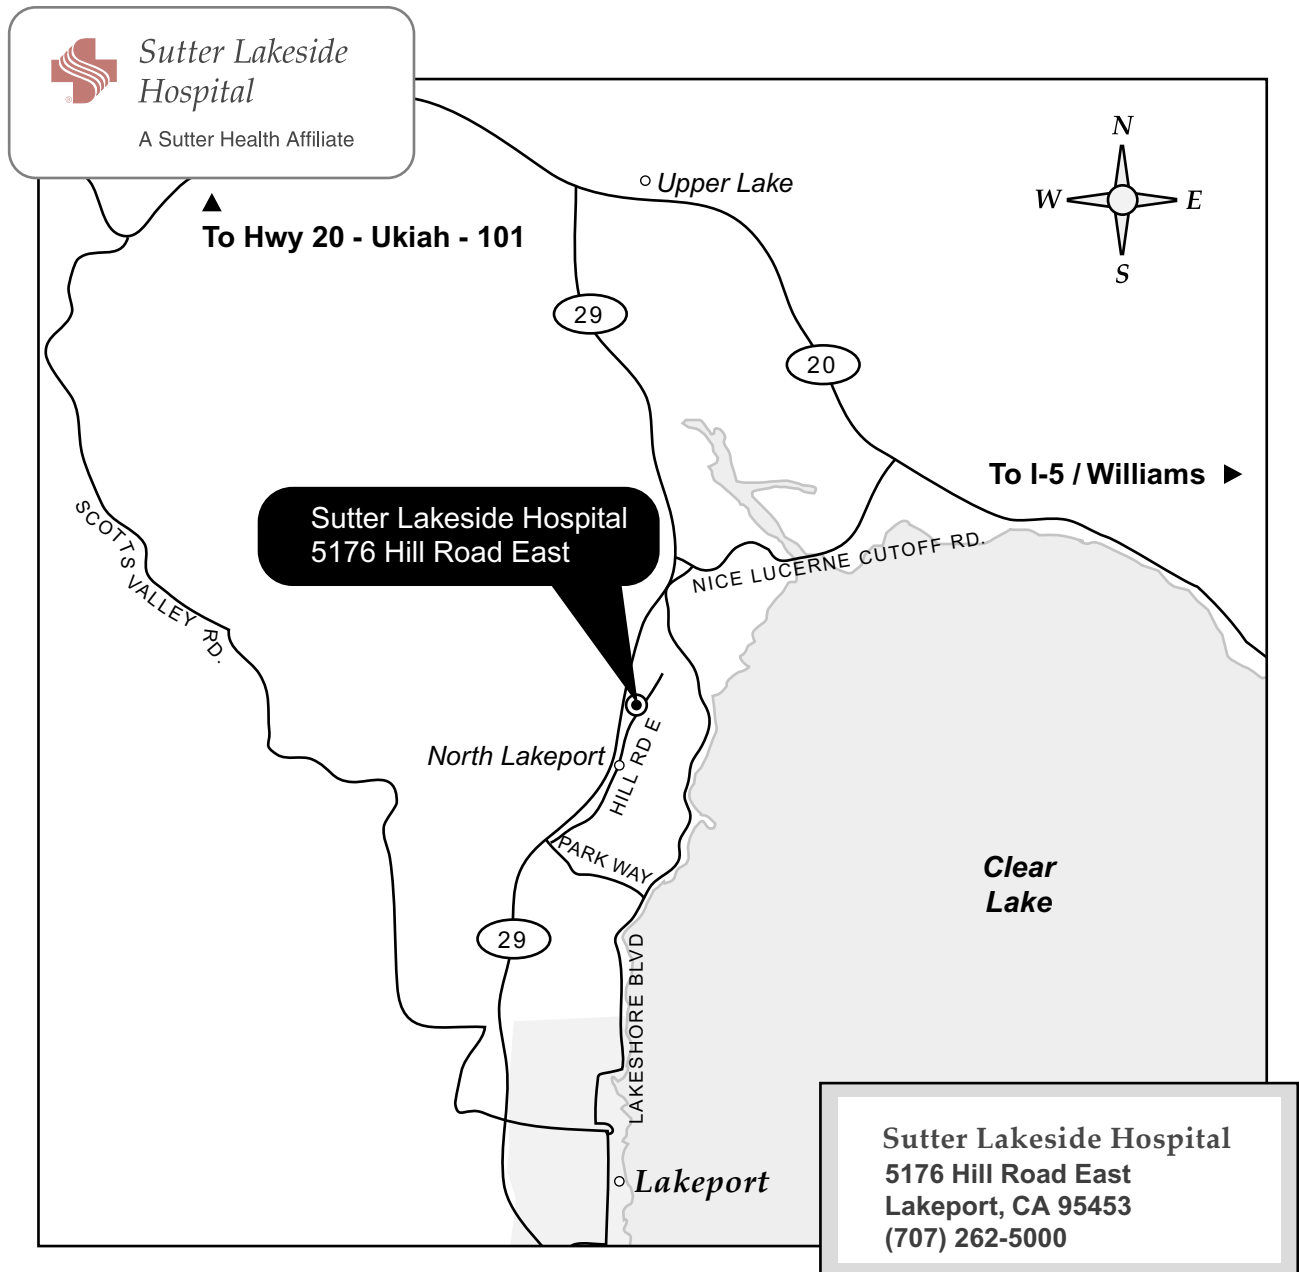 Sutter Lakeside
Hospital
®
A Sutter Health Affiliate
N
W
E
S
Upper Lake
To Hwy 20 - Ukiah - 101
29
20
To I-5 / Williams
Sutter Lakeside Hospital
5176 Hill Road East
SCOTTS VALLEY RD.
NICE LUCERNE CUTOFF RD.
North Lakeport
HILL RD E
PARK WAY
Clear
Lake
29
LAKESHORE BLVD
Lakeport
Sutter Lakeside Hospital
5176 Hill Road East
Lakeport, CA 95453
(707) 262-5000